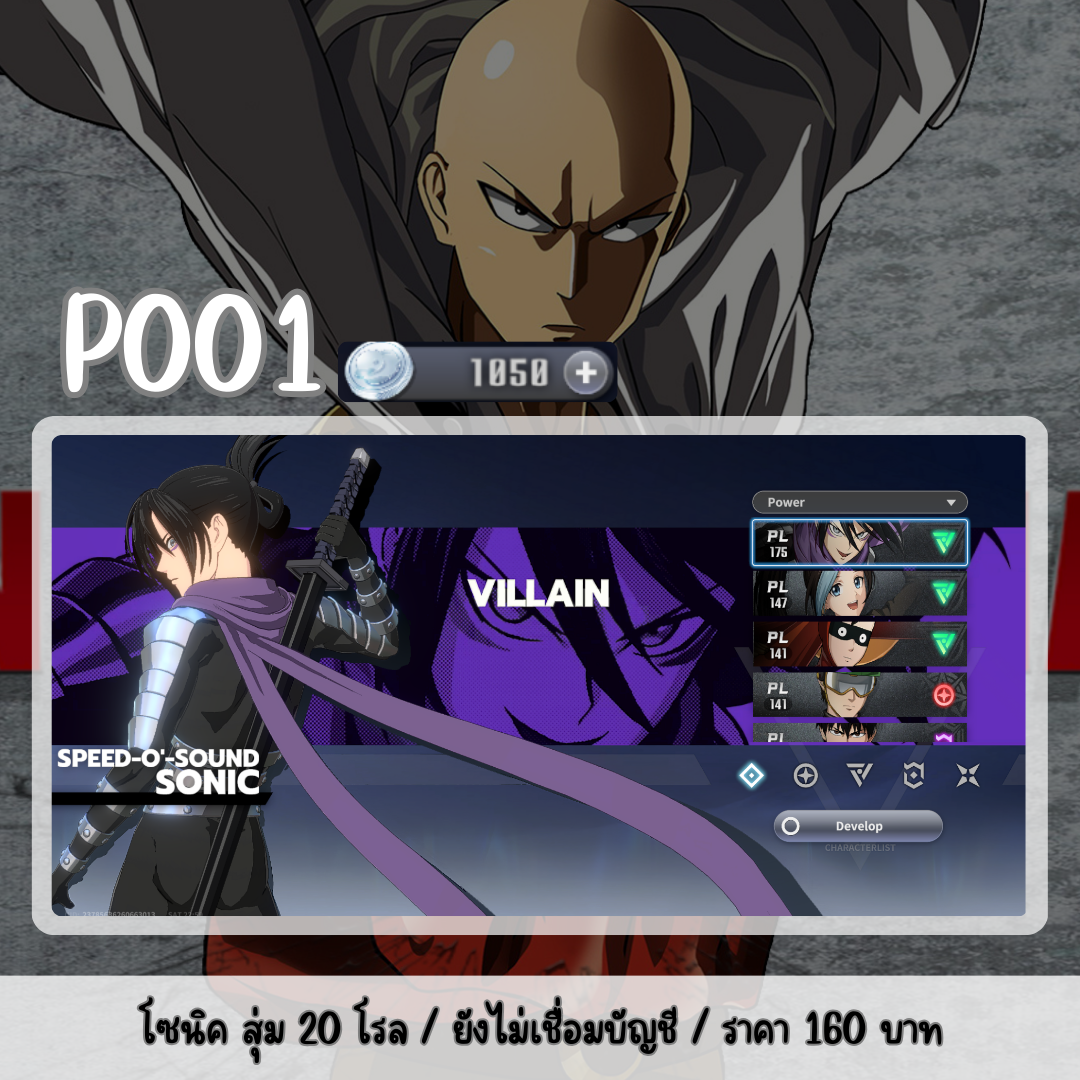 P001
1050 +
Power
PL
175
PL
147
VILLAIN
PL
141
PL
141
PL
SPEED-O'-SOUND
SONIC
Develop
CHARACTERLIST
โซนิค สุ่ม 20 โรล / ยังไม่เชื่อมบัญชี / ราคา 160 บาท